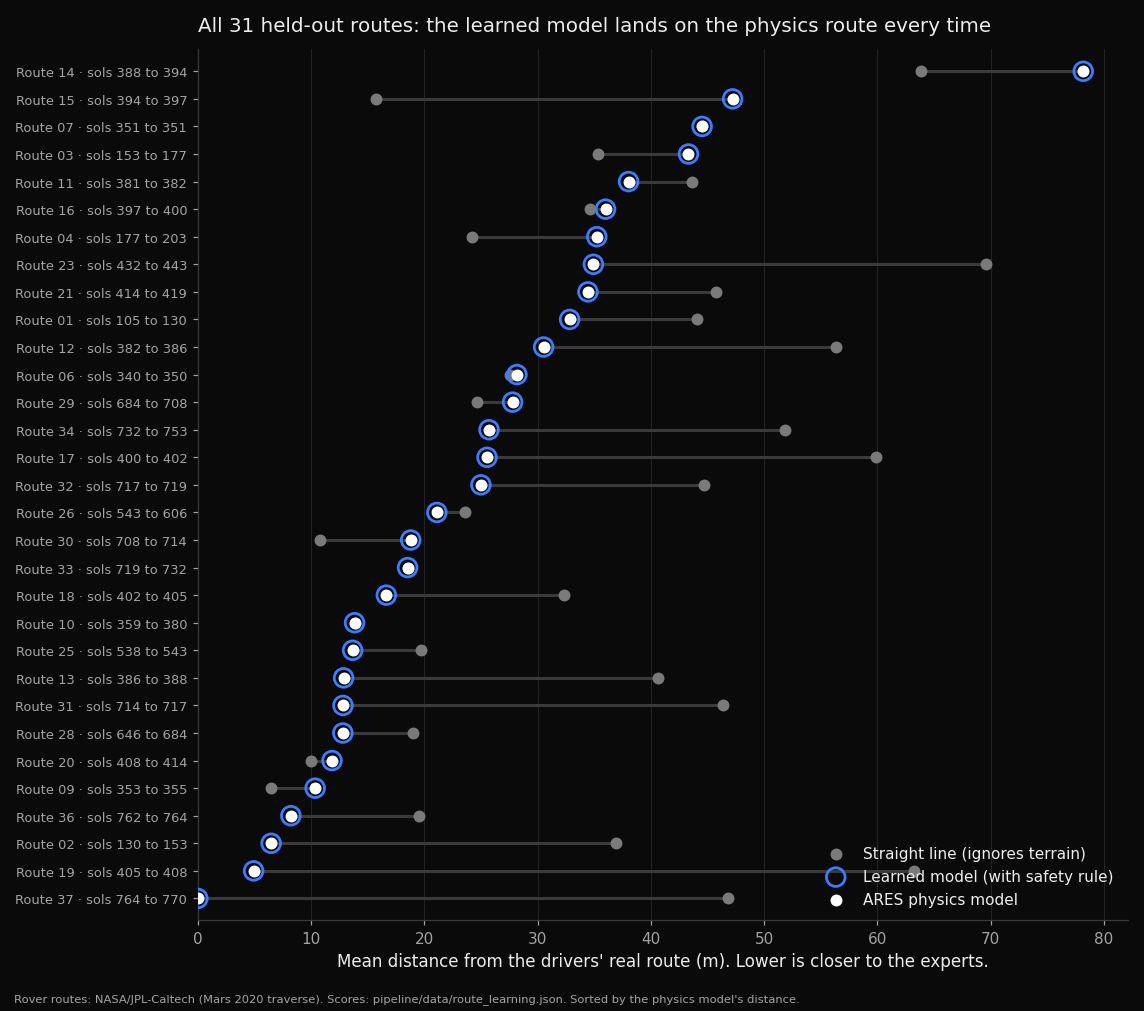 All 31 held-out routes: the learned model lands on the physics route every time
Route 14 · sols 388 to 394
Route 15 · sols 394 to 397
Route 07 · sols 351 to 351
Route 03 · sols 153 to 177
Route 11 · sols 381 to 382
Route 16 · sols 397 to 400
Route 04 · sols 177 to 203
Route 23 · sols 432 to 443
Route 21 · sols 414 to 419
Route 01 · sols 105 to 130
Route 12 · sols 382 to 386
Route 06 · sols 340 to 350
Route 29 · sols 684 to 708
Route 34 · sols 732 to 753
Route 17 · sols 400 to 402
Route 32 · sols 717 to 719
Route 26 · sols 543 to 606
Route 30 · sols 708 to 714
Route 33 · sols 719 to 732
Route 18 · sols 402 to 405
Route 10 · sols 359 to 380
Route 25 · sols 538 to 543
Route 13 · sols 386 to 388
Route 31 · sols 714 to 717
Route 28 · sols 646 to 684
Route 20 · sols 408 to 414
Route 09 · sols 353 to 355
Route 36 · sols 762 to 764
Route 02 · sols 130 to 153
Route 19 · sols 405 to 408
Route 37 · sols 764 to 770
Straight line (ignores terrain)
Learned model (with safety rule)
ARES physics model
0 10 20 30 40 50 60 70 80
Mean distance from the drivers' real route (m). Lower is closer to the experts.
Rover routes: NASA/JPL-Caltech (Mars 2020 traverse). Scores: pipeline/data/route_learning.json. Sorted by the physics model's distance.